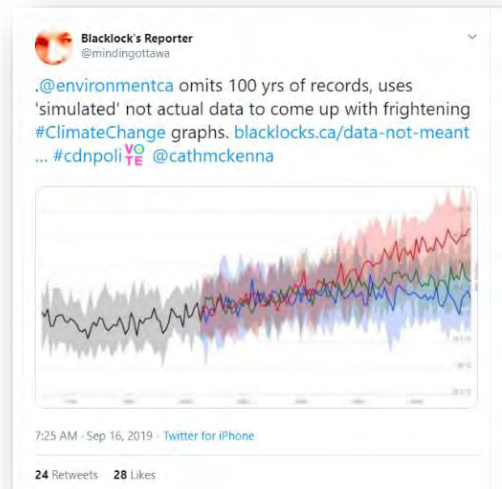 Blacklock's Reporter
@mindingottawa
.@environmentca omits 100 yrs of records, uses
'simulated' not actual data to come up with frightening
#ClimateChange graphs. blacklocks.ca/data-not-meant
... #cdnpoli VOTE @cathmckenna
7:25 AM · Sep 16, 2019 · Twitter for iPhone
24 Retweets 28 Likes